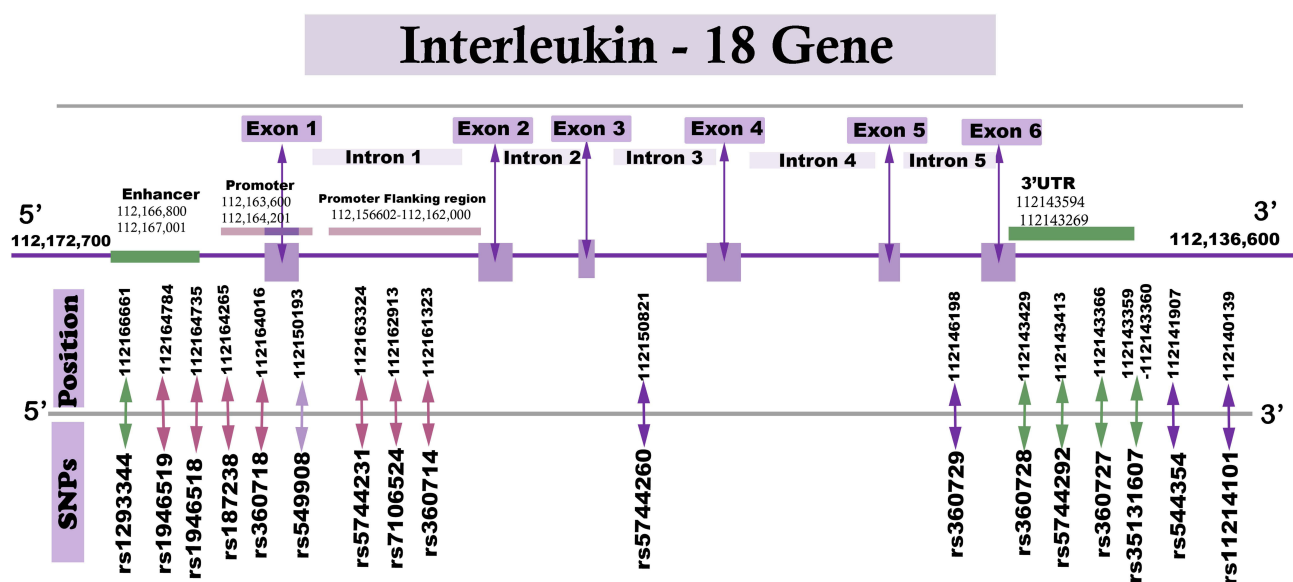 Interleukin - 18 Gene
Exon 1
Exon 2
Exon 3
Exon 4
Exon 5
Exon 6
Intron 1
Intron 2
Intron 3
Intron 4
Intron 5
Enhancer
112,166,800
112,167,001
Promoter
112,163,600
112,164,201
Promoter Flanking region
112,156602-112,162,000
3’UTR
112143594
112143269
5’
3’
112,172,700
112,136,600
Position
112166661
112164784
112164735
112164265
112164016
112150193
112163324
112162913
112161323
112150821
112146198
112143429
112143413
112143366
112143359
-112143360
112141907
112140139
5’
3’
SNPs
rs1293344
rs1946519
rs1946518
rs187238
rs360718
rs549908
rs5744231
rs7106524
rs360714
rs5744260
rs360729
rs360728
rs5744292
rs360727
rs35131607
rs544354
rs11214101